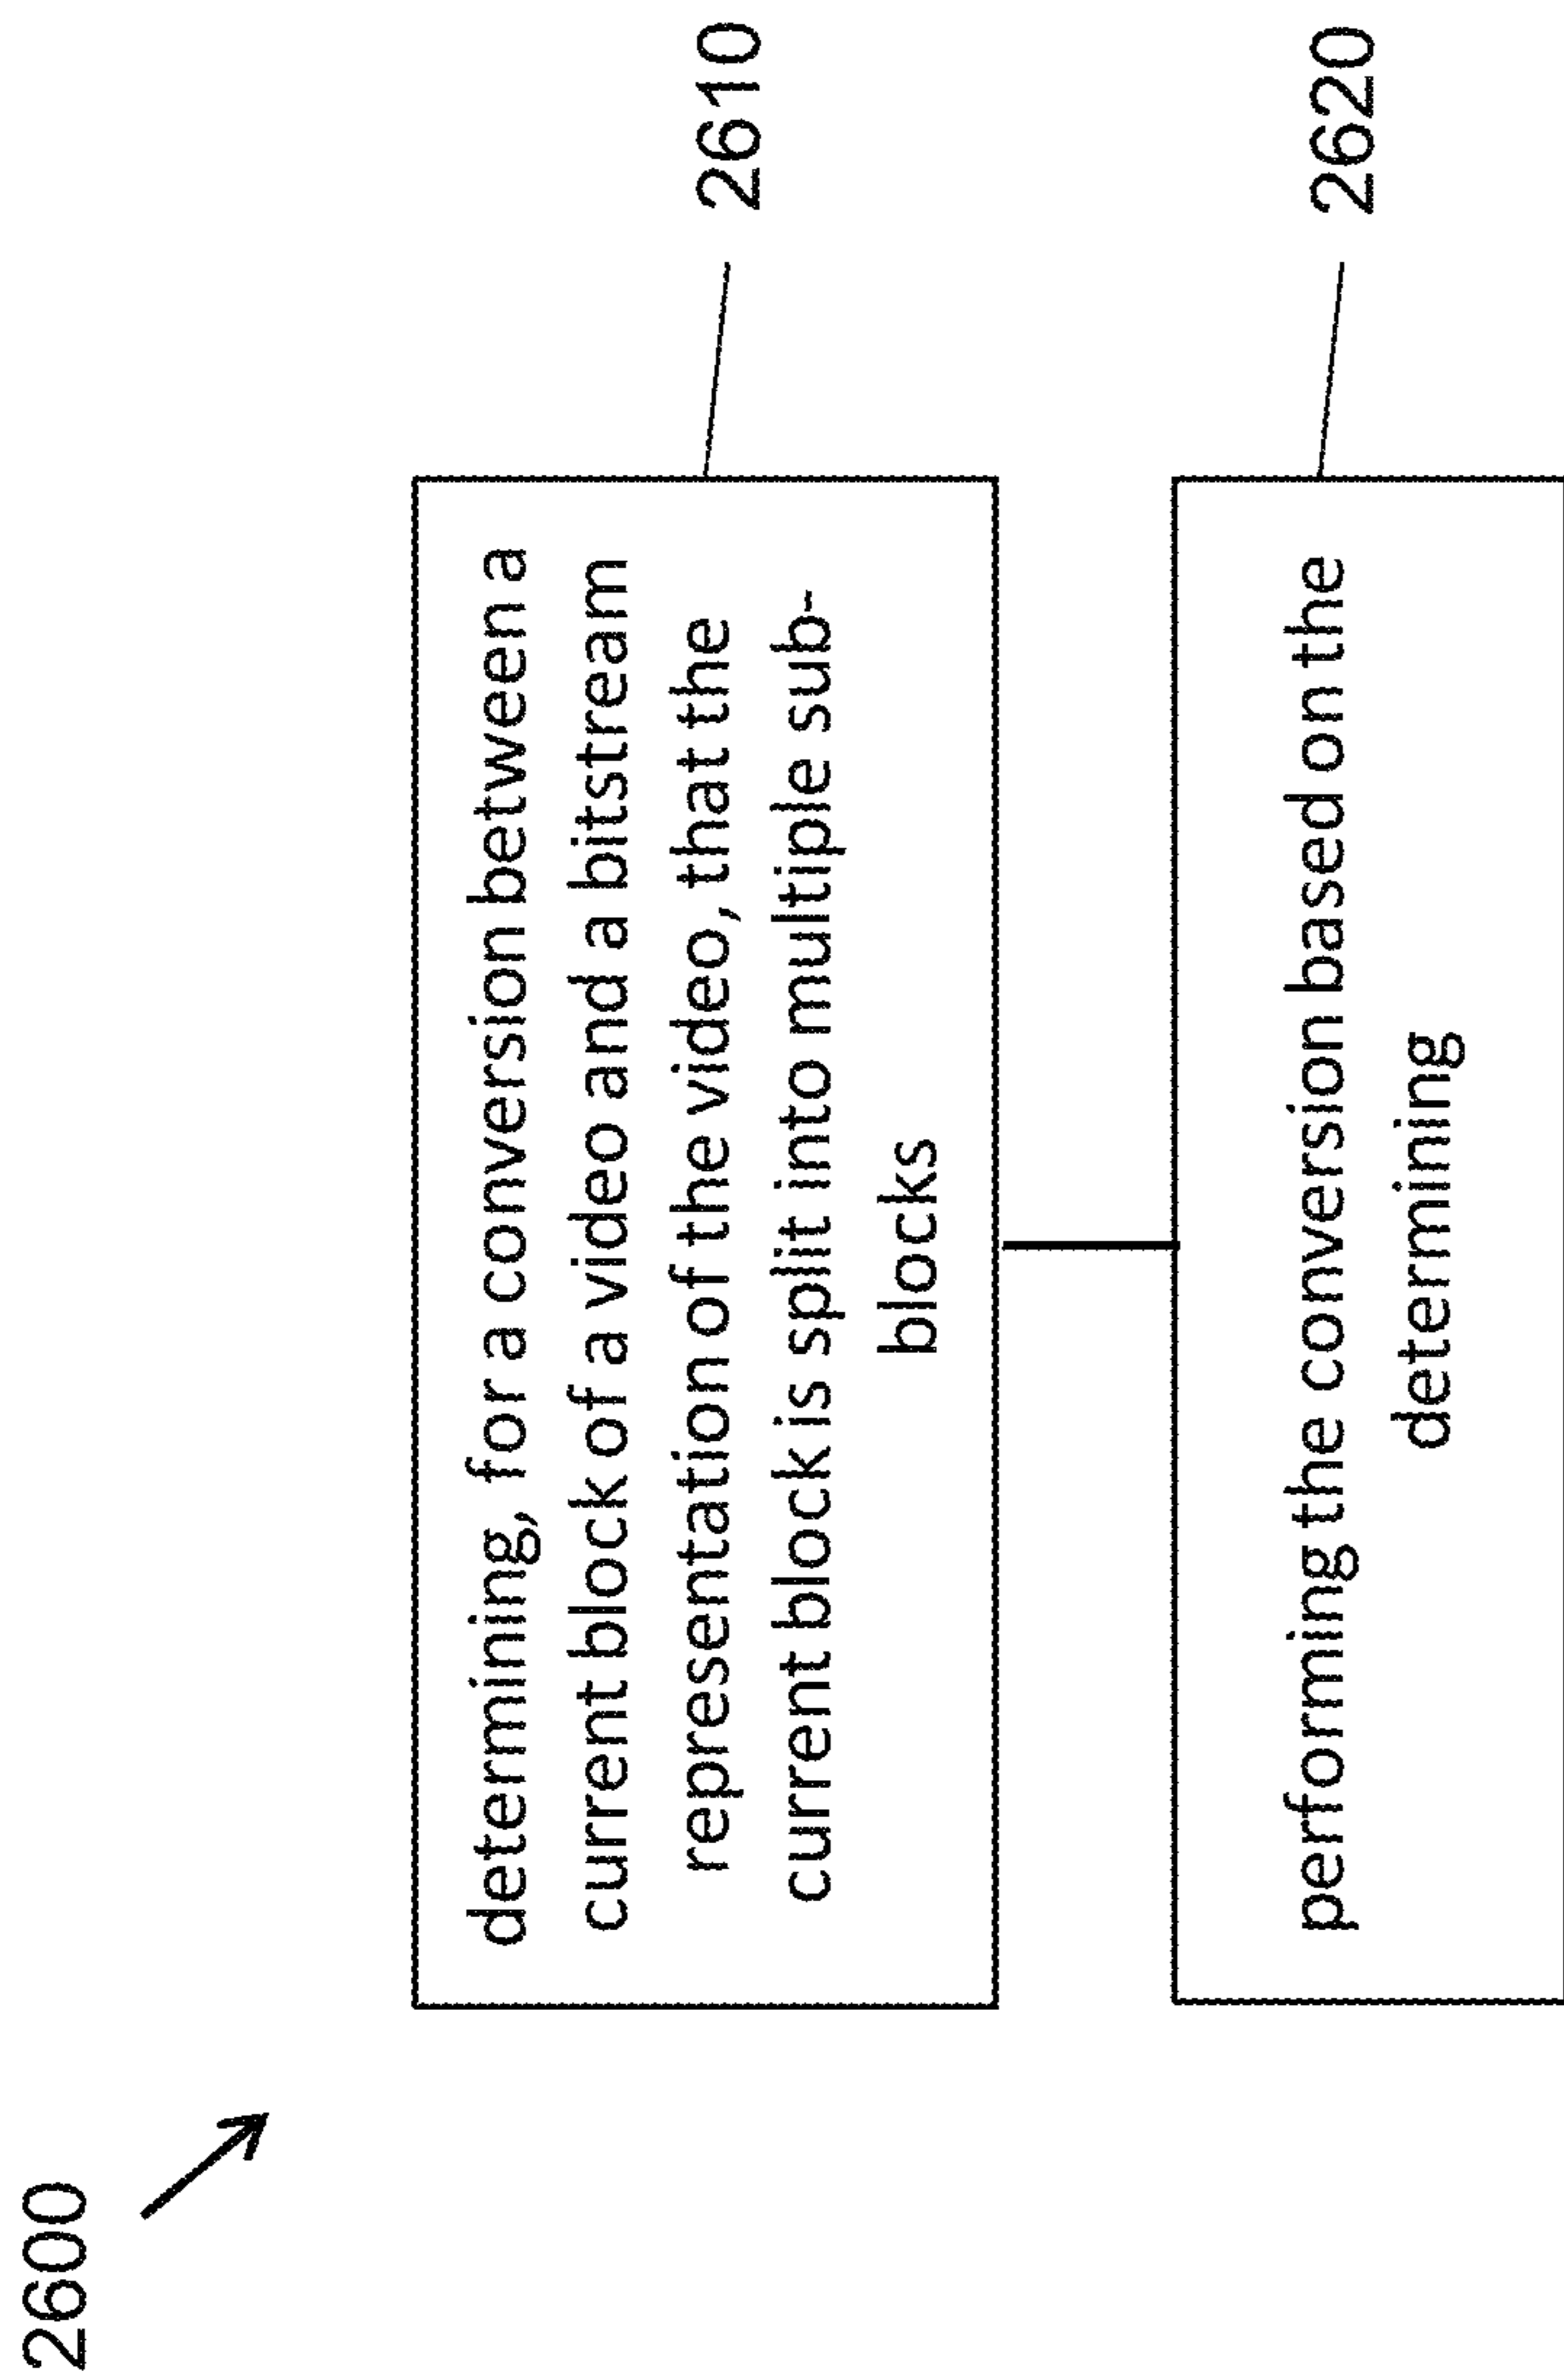 2600
determining, for a conversion between a
current block of a video and a bitstream
representation of the video, that the
current block is split into multiple sub-
blocks
2610
performing the conversion based on the
determining
2620